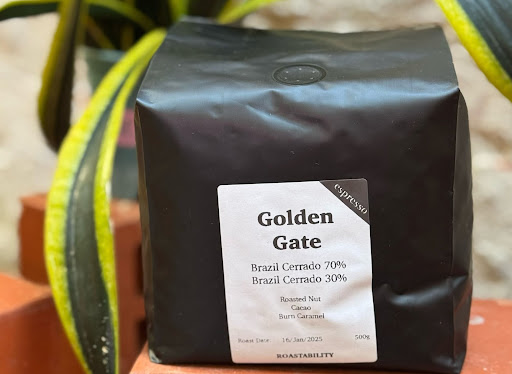 espresso
Golden
Gate
Brazil Cerrado 70%
Brazil Cerrado 30%
Roasted Nut
Cacao
Burn Caramel
Roast Date 16/Jan/2025 500g
ROASTABILITY